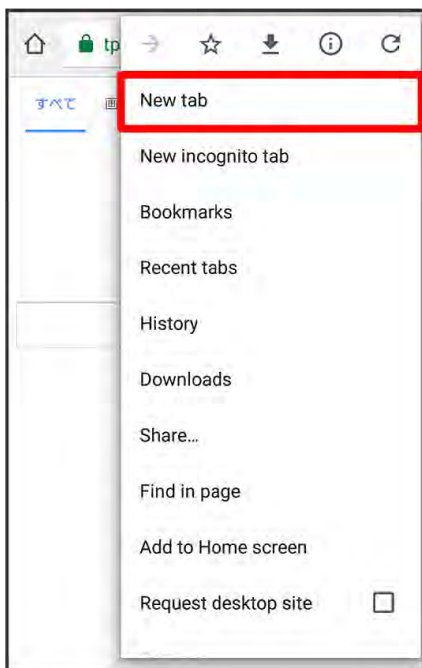 tp
すべて 画
New tab
New incognito tab
Bookmarks
Recent tabs
History
Downloads
Share...
Find in page
Add to Home screen
Request desktop site